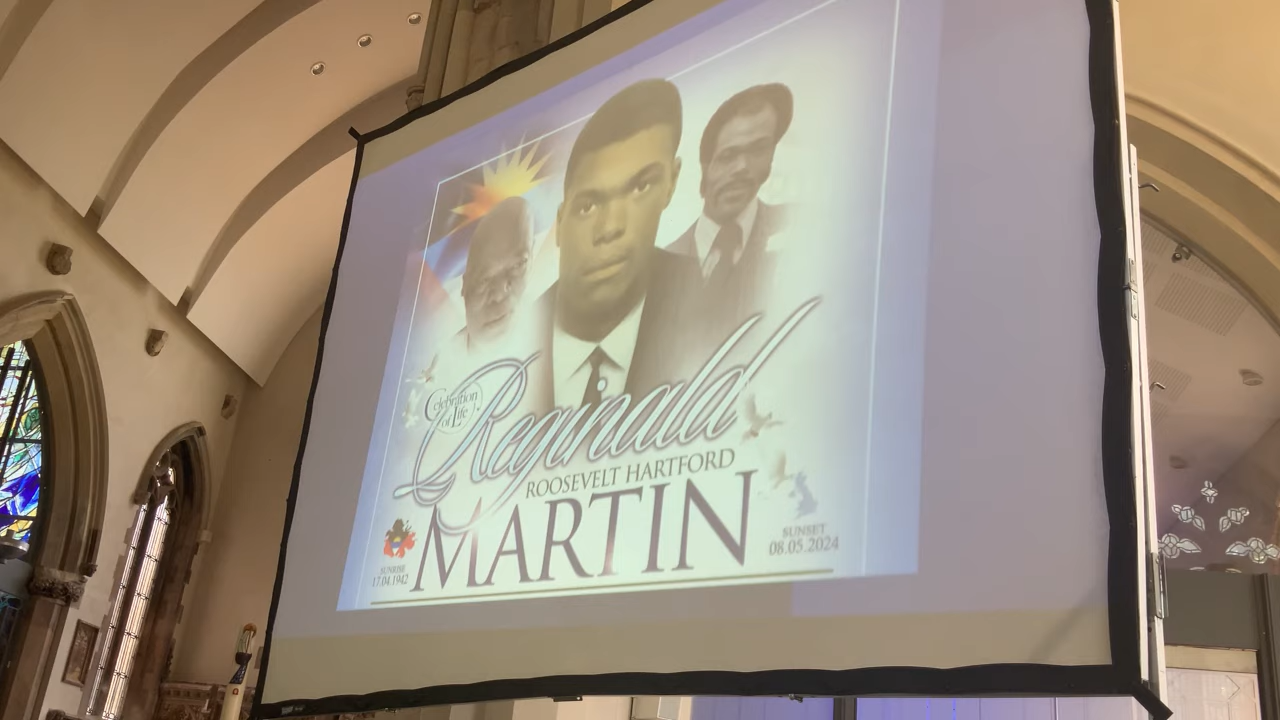 Celebration
of Life
Reginald
ROOSEVELT HARTFORD
MARTIN
SUNRISE
17.04.1942
SUNSET
08.05.2024